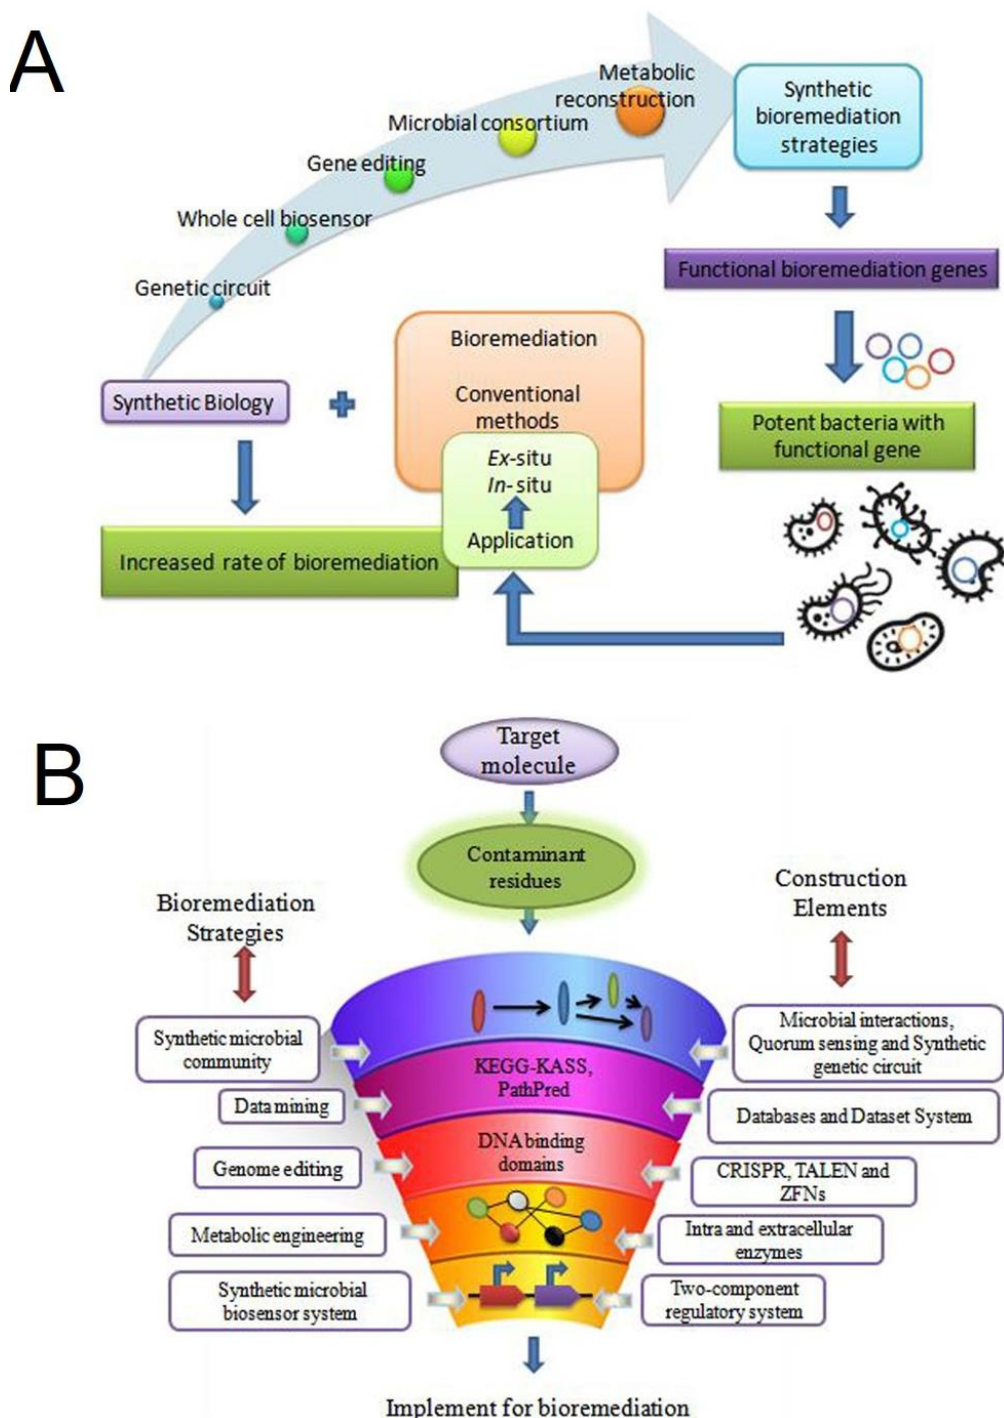 A
Metabolic
reconstruction
Microbial consortium
Gene editing
Whole cell biosensor
Genetic circuit
Synthetic
bioremediation
strategies
Functional bioremediation genes
Bioremediation
Conventional
methods
Synthetic Biology
Ex-situ
In- situ
Application
Increased rate of bioremediation
Potent bacteria with
functional gene
B
Target
molecule
Contaminant
residues
Bioremediation
Strategies
Construction
Elements
Synthetic microbial
community
Microbial interactions,
Quorum sensing and Synthetic
genetic circuit
KEGG-KASS,
PathPred
Data mining
Databases and Dataset System
DNA binding
domains
Genome editing
CRISPR, TALEN and
ZFNs
Metabolic engineering
Intra and extracellular
enzymes
Synthetic microbial
biosensor system
Two-component
regulatory system
Implement for bioremediation